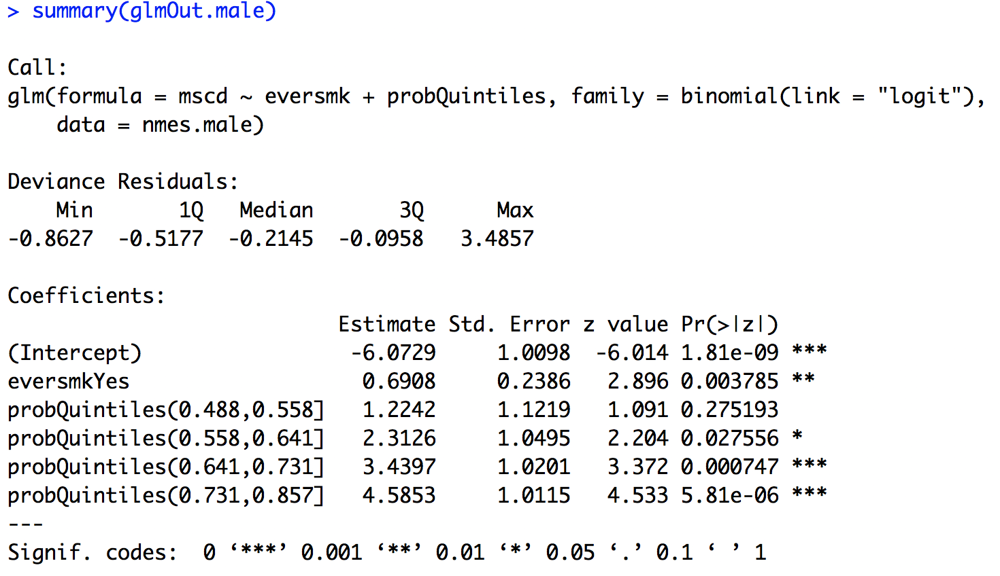 > summary(glmOut.male)
Call:
glm(formula = mscd ~ eversmk + probQuintiles, family = binomial(link = "logit"),
    data = nmes.male)
Deviance Residuals:
    Min       1Q   Median       3Q      Max
-0.8627  -0.5177  -0.2145  -0.0958   3.4857
Coefficients:
                           Estimate Std. Error z value Pr(>|z|)
(Intercept)                 -6.0729     1.0098  -6.014 1.81e-09 ***
eversmkYes                   0.6908     0.2386   2.896 0.003785 **
probQuintiles(0.488,0.558]   1.2242     1.1219   1.091 0.275193
probQuintiles(0.558,0.641]   2.3126     1.0495   2.204 0.027556 *
probQuintiles(0.641,0.731]   3.4397     1.0201   3.372 0.000747 ***
probQuintiles(0.731,0.857]   4.5853     1.0115   4.533 5.81e-06 ***
---
Signif. codes:  0 ‘***’ 0.001 ‘**’ 0.01 ‘*’ 0.05 ‘.’ 0.1 ‘ ’ 1